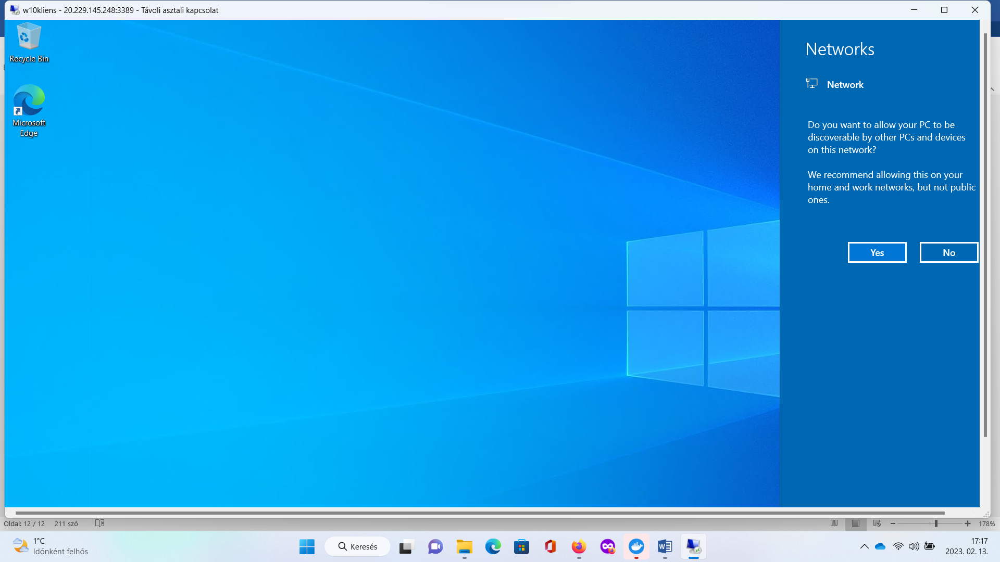 w10kliens - 20.229.145.248:3389 - Távoli asztali kapcsolat
Recycle Bin
Microsoft
Edge
Networks
Network
Do you want to allow your PC to be
discoverable by other PCs and devices
on this network?
We recommend allowing this on your
home and work networks, but not public
ones.
Yes
No
Oldal: 12 / 12
211 szó
178%
1°C
Időnként felhős
Keresés
17:17
2023. 02. 13.